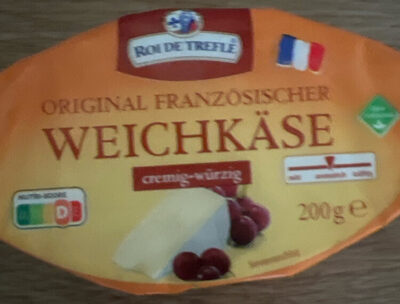 ROI DE TREFLE
ORIGINAL FRANZÖSISCHER
WEICHKÄSE
cremig-würzig
NUTRI-SCORE
D
200g e